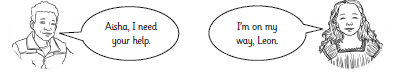 Aisha, I need
your help.
I'm on my
way, Leon.